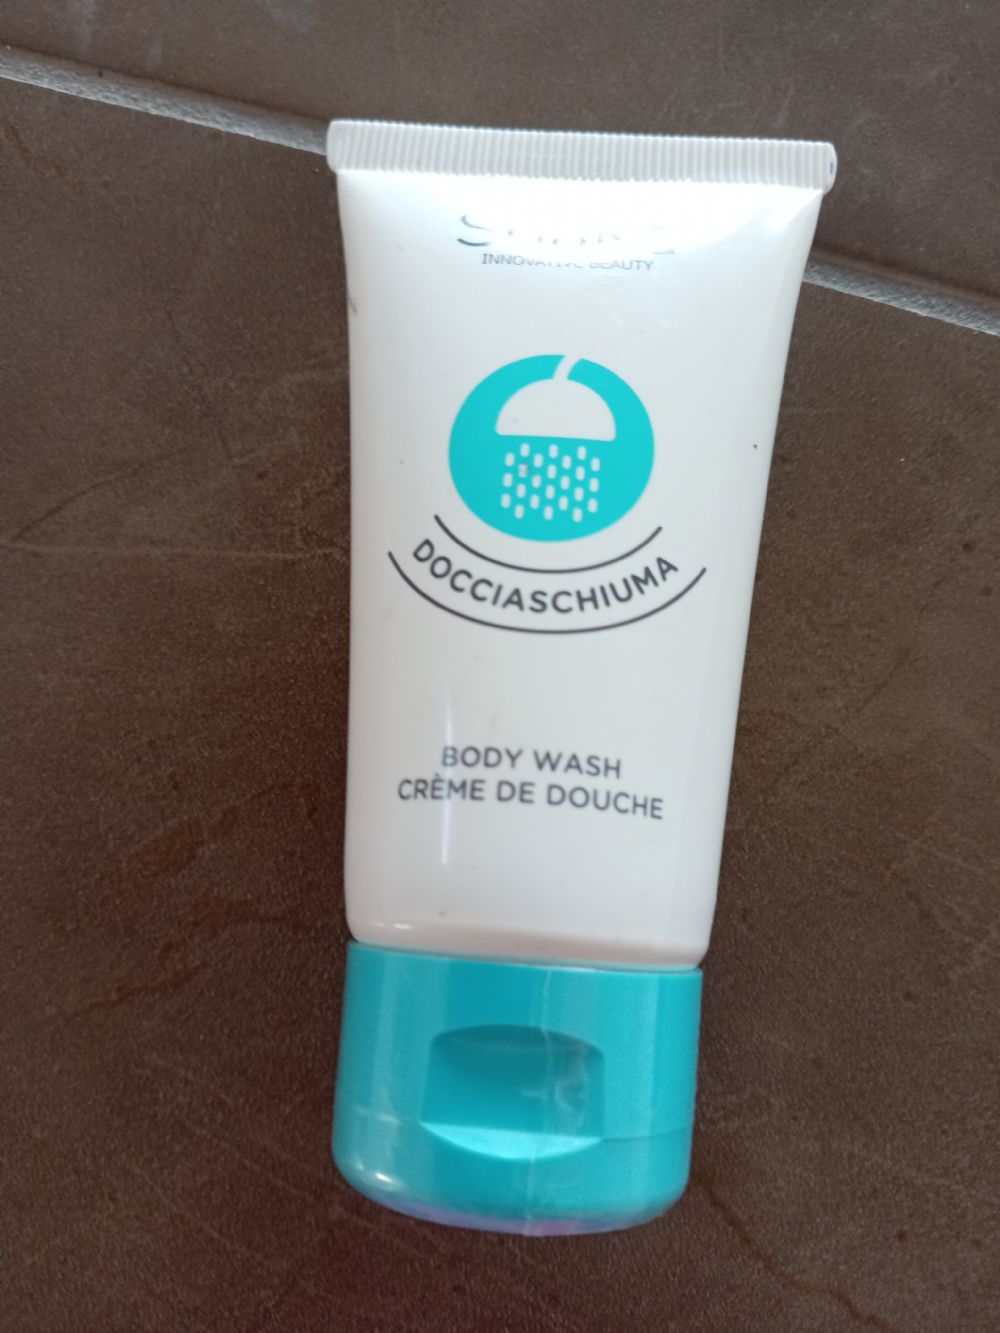 INNOVATIVE BEAUTY
DOCCIASCHIUMA
BODY WASH
CRÈME DE DOUCHE